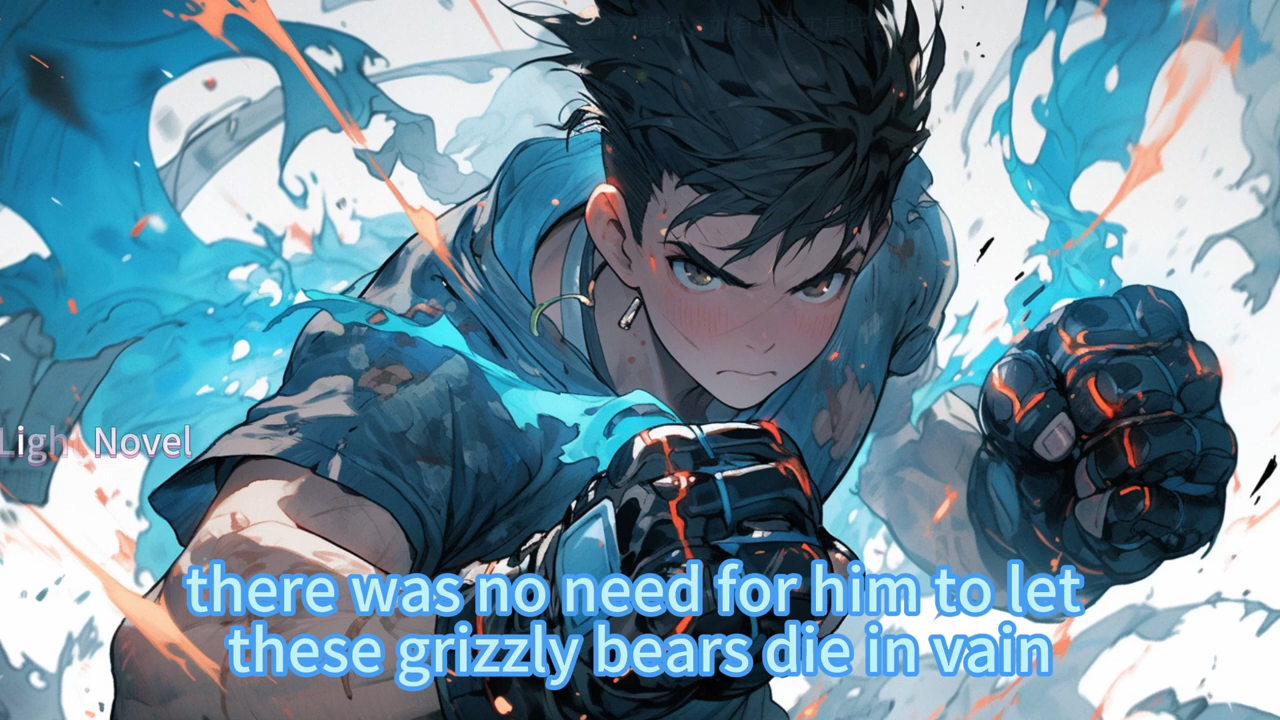 Light Novel
there was no need for him to let
these grizzly bears die in vain